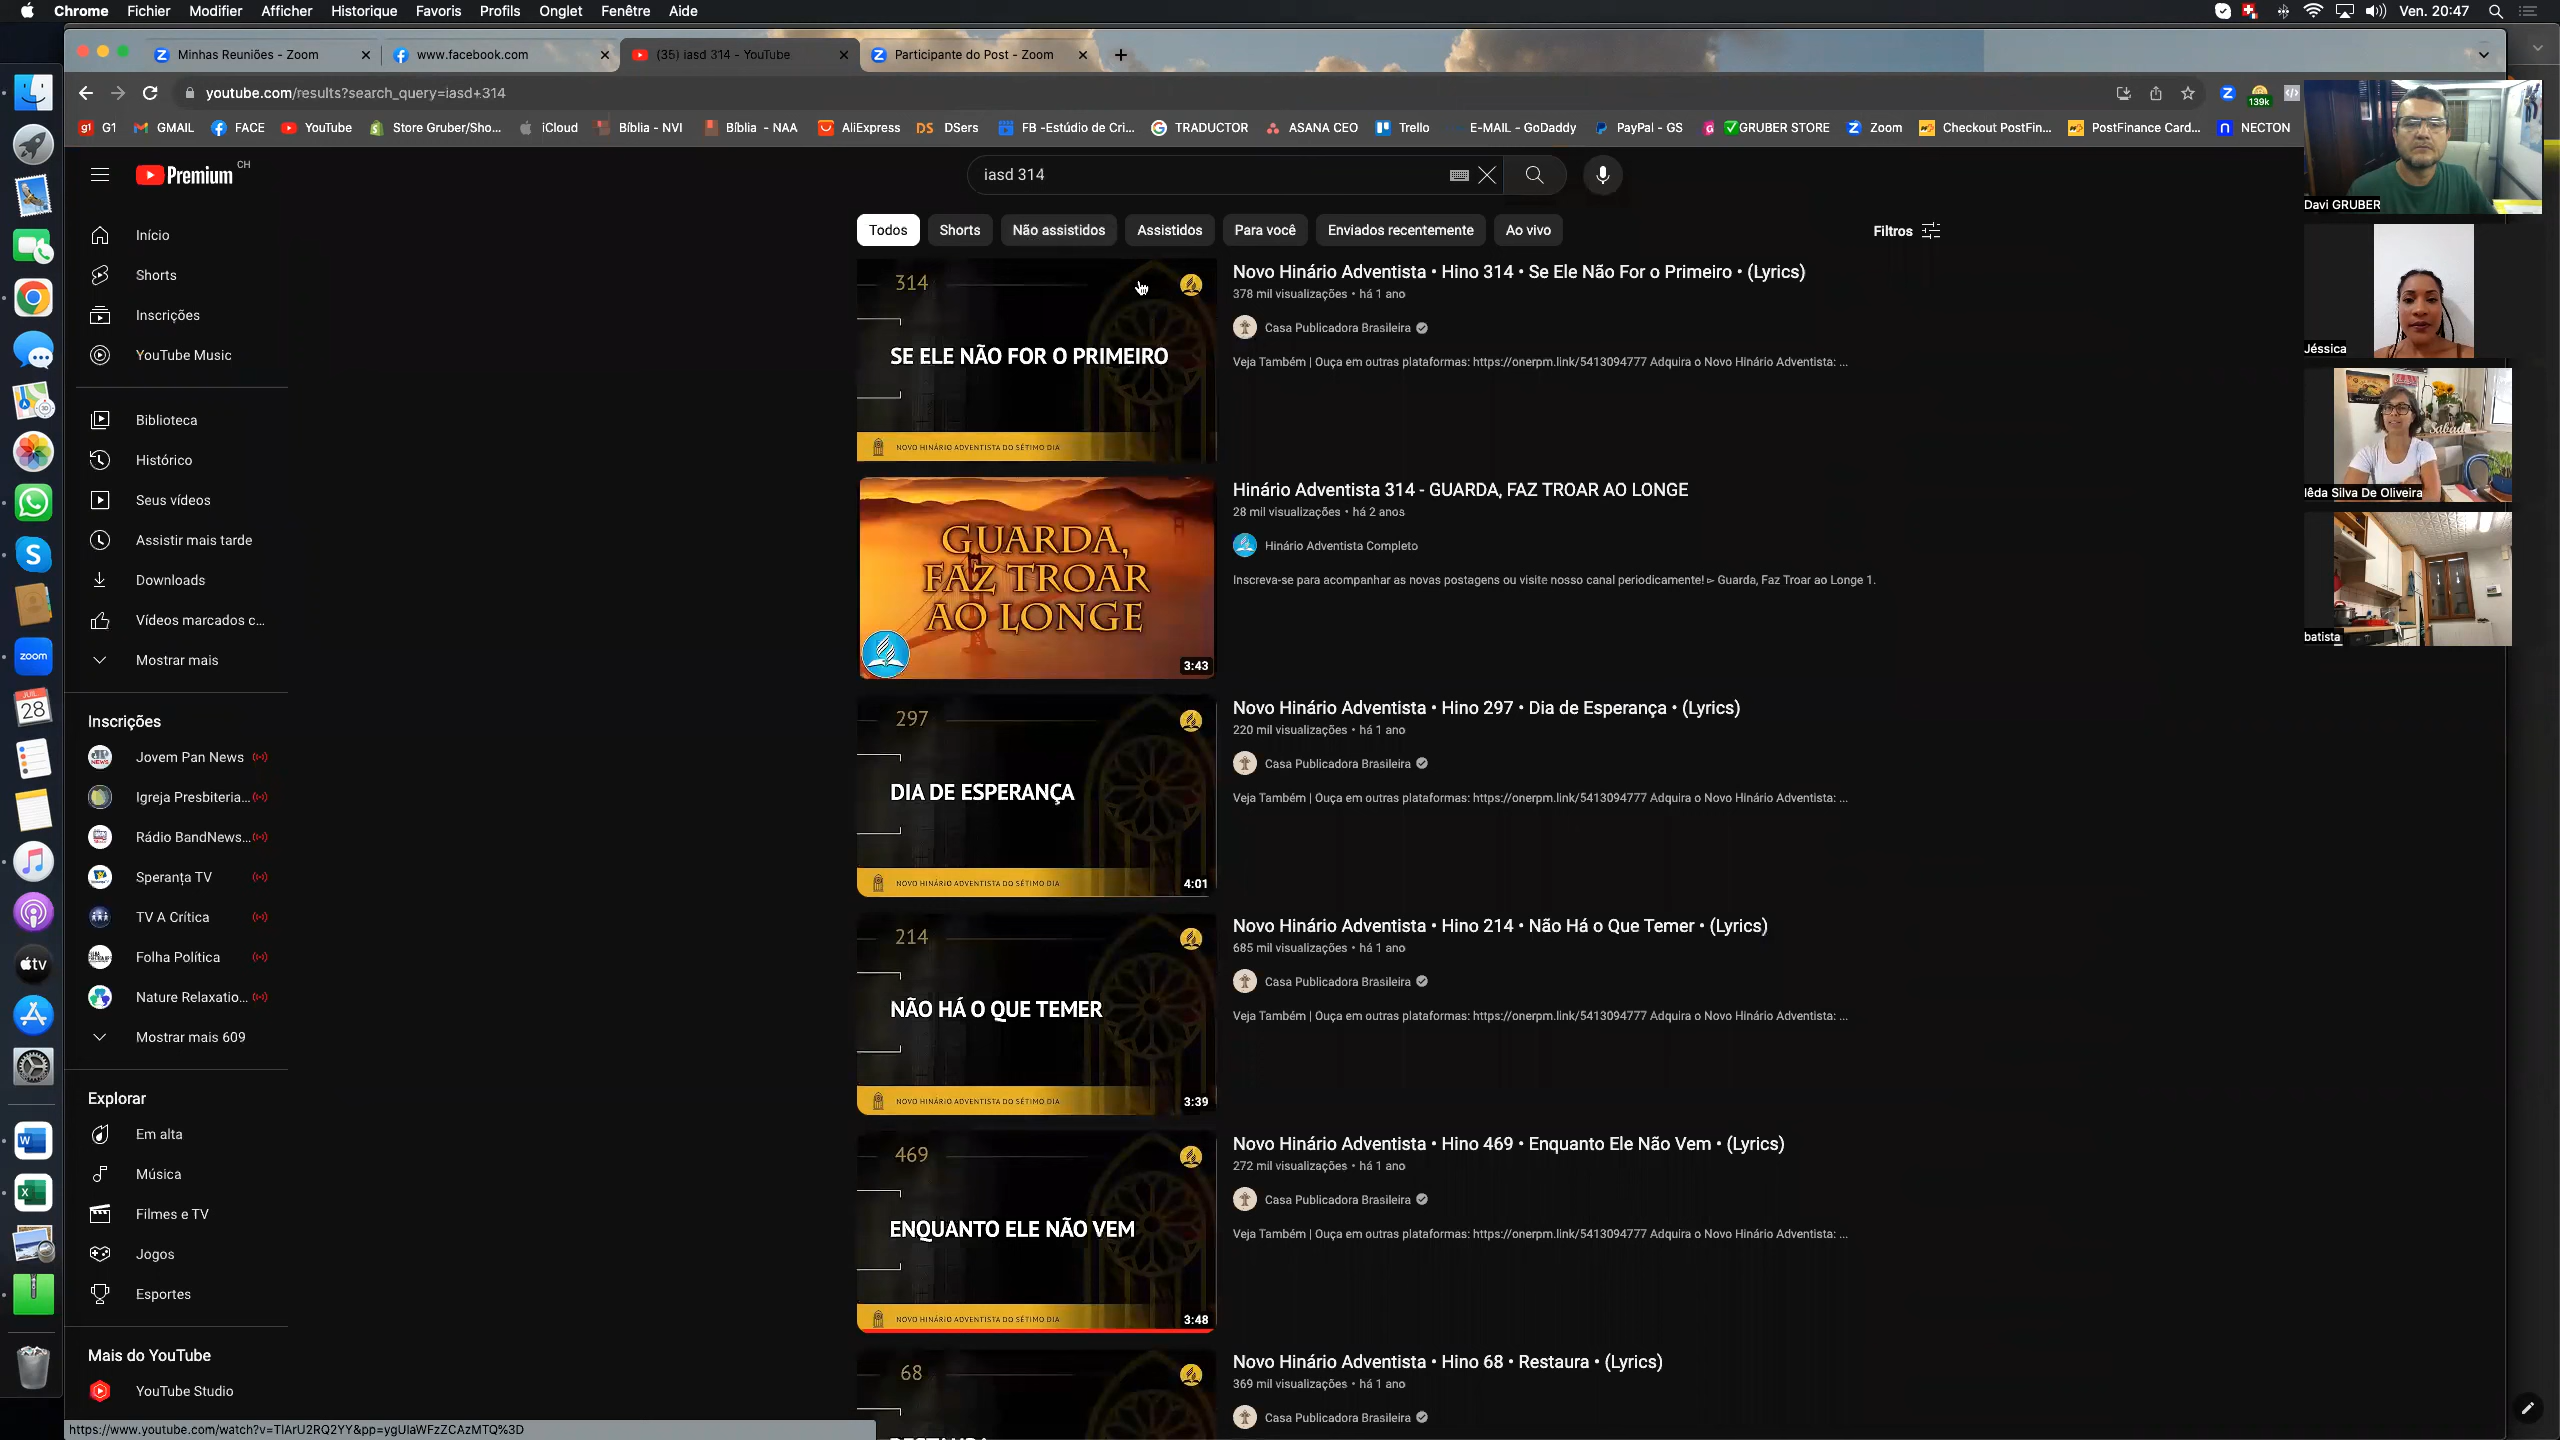 Chrome Fichier Modifier Afficher Historique Favoris Profils Onglet Fenêtre Aide
Ven. 20:47
Minhas Reuniões - Zoom
www.facebook.com
(35) iasd 314 - YouTube
Participante do Post - Zoom
youtube.com/results?search_query=iasd+314
139k
G1
GMAIL
FACE
YouTube
Store Gruber/Sho...
iCloud
Bíblia - NVI
Bíblia - NAA
AliExpress
DSers
FB -Estúdio de Cri...
TRADUCTOR
ASANA CEO
Trello
E-MAIL - GoDaddy
PayPal - GS
GRUBER STORE
Zoom
Checkout PostFin...
PostFinance Card...
NECTON
Premium CH
iasd 314
Todos
Shorts
Não assistidos
Assistidos
Para você
Enviados recentemente
Ao vivo
Filtros
Início
Shorts
Inscrições
YouTube Music
Biblioteca
Histórico
Seus vídeos
Assistir mais tarde
Downloads
Vídeos marcados c...
Mostrar mais
Inscrições
Jovem Pan News
Igreja Presbiteria...
Rádio BandNews...
Speranța TV
TV A Crítica
Folha Política
Nature Relaxatio...
Mostrar mais 609
Explorar
Em alta
Música
Filmes e TV
Jogos
Esportes
Mais do YouTube
YouTube Studio
314
SE ELE NÃO FOR O PRIMEIRO
NOVO HINÁRIO ADVENTISTA DO SÉTIMO DIA
Novo Hinário Adventista • Hino 314 • Se Ele Não For o Primeiro • (Lyrics)
378 mil visualizações • há 1 ano
Casa Publicadora Brasileira
Veja Também | Ouça em outras plataformas: https://onerpm.link/5413094777 Adquira o Novo Hinário Adventista: ...
GUARDA,
FAZ TROAR
AO LONGE
3:43
Hinário Adventista 314 - GUARDA, FAZ TROAR AO LONGE
28 mil visualizações • há 2 anos
Hinário Adventista Completo
Inscreva-se para acompanhar as novas postagens ou visite nosso canal periodicamente! ➢ Guarda, Faz Troar ao Longe 1.
297
DIA DE ESPERANÇA
NOVO HINÁRIO ADVENTISTA DO SÉTIMO DIA
4:01
Novo Hinário Adventista • Hino 297 • Dia de Esperança • (Lyrics)
220 mil visualizações • há 1 ano
Casa Publicadora Brasileira
Veja Também | Ouça em outras plataformas: https://onerpm.link/5413094777 Adquira o Novo Hinário Adventista: ...
214
NÃO HÁ O QUE TEMER
NOVO HINÁRIO ADVENTISTA DO SÉTIMO DIA
3:39
Novo Hinário Adventista • Hino 214 • Não Há o Que Temer • (Lyrics)
685 mil visualizações • há 1 ano
Casa Publicadora Brasileira
Veja Também | Ouça em outras plataformas: https://onerpm.link/5413094777 Adquira o Novo Hinário Adventista: ...
469
ENQUANTO ELE NÃO VEM
NOVO HINÁRIO ADVENTISTA DO SÉTIMO DIA
3:48
Novo Hinário Adventista • Hino 469 • Enquanto Ele Não Vem • (Lyrics)
272 mil visualizações • há 1 ano
Casa Publicadora Brasileira
Veja Também | Ouça em outras plataformas: https://onerpm.link/5413094777 Adquira o Novo Hinário Adventista: ...
68
Novo Hinário Adventista • Hino 68 • Restaura • (Lyrics)
369 mil visualizações • há 1 ano
Casa Publicadora Brasileira
Davi GRUBER
Jéssica
Sábado
Iêda Silva De Oliveira
batista
zoom
JUIL.
28
tv
https://www.youtube.com/watch?v=TlArU2RQ2YY&pp=ygUIaWFzZCAzMTQ%3D